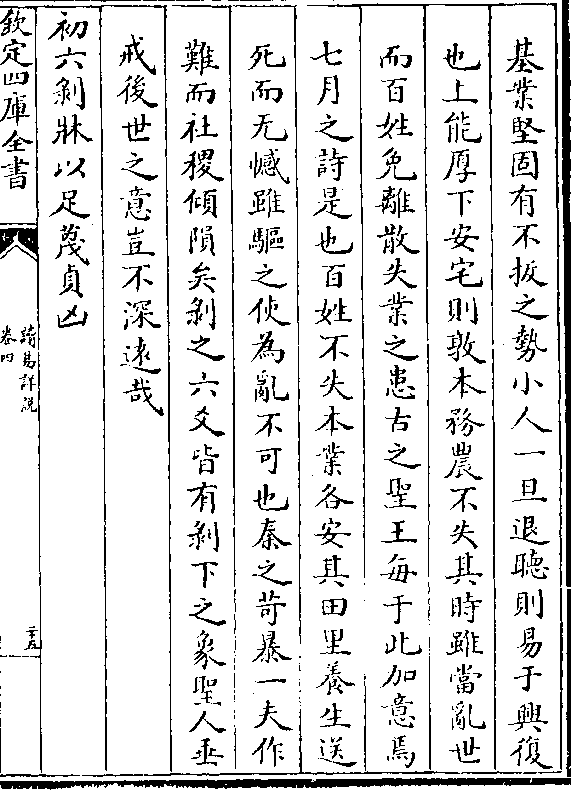 基業堅固有不拔之勢小人一旦退聴則易于興復
也上能厚下安宅則敦本務農不失其時雖當亂世
而百姓免離散失業之患古之聖王每于此加意焉
七月之詩是也百姓不失本業各安其田里養生送
死而无憾雖驅之使為亂不可也秦之苛暴一夫作
難而社稷傾隕矣剝之六爻皆有剝下之象聖人垂
戒後世之意豈不深遠哉
初六剝牀以足蔑貞凶
欽定四庫全書
讀易詳説
卷四
二十五